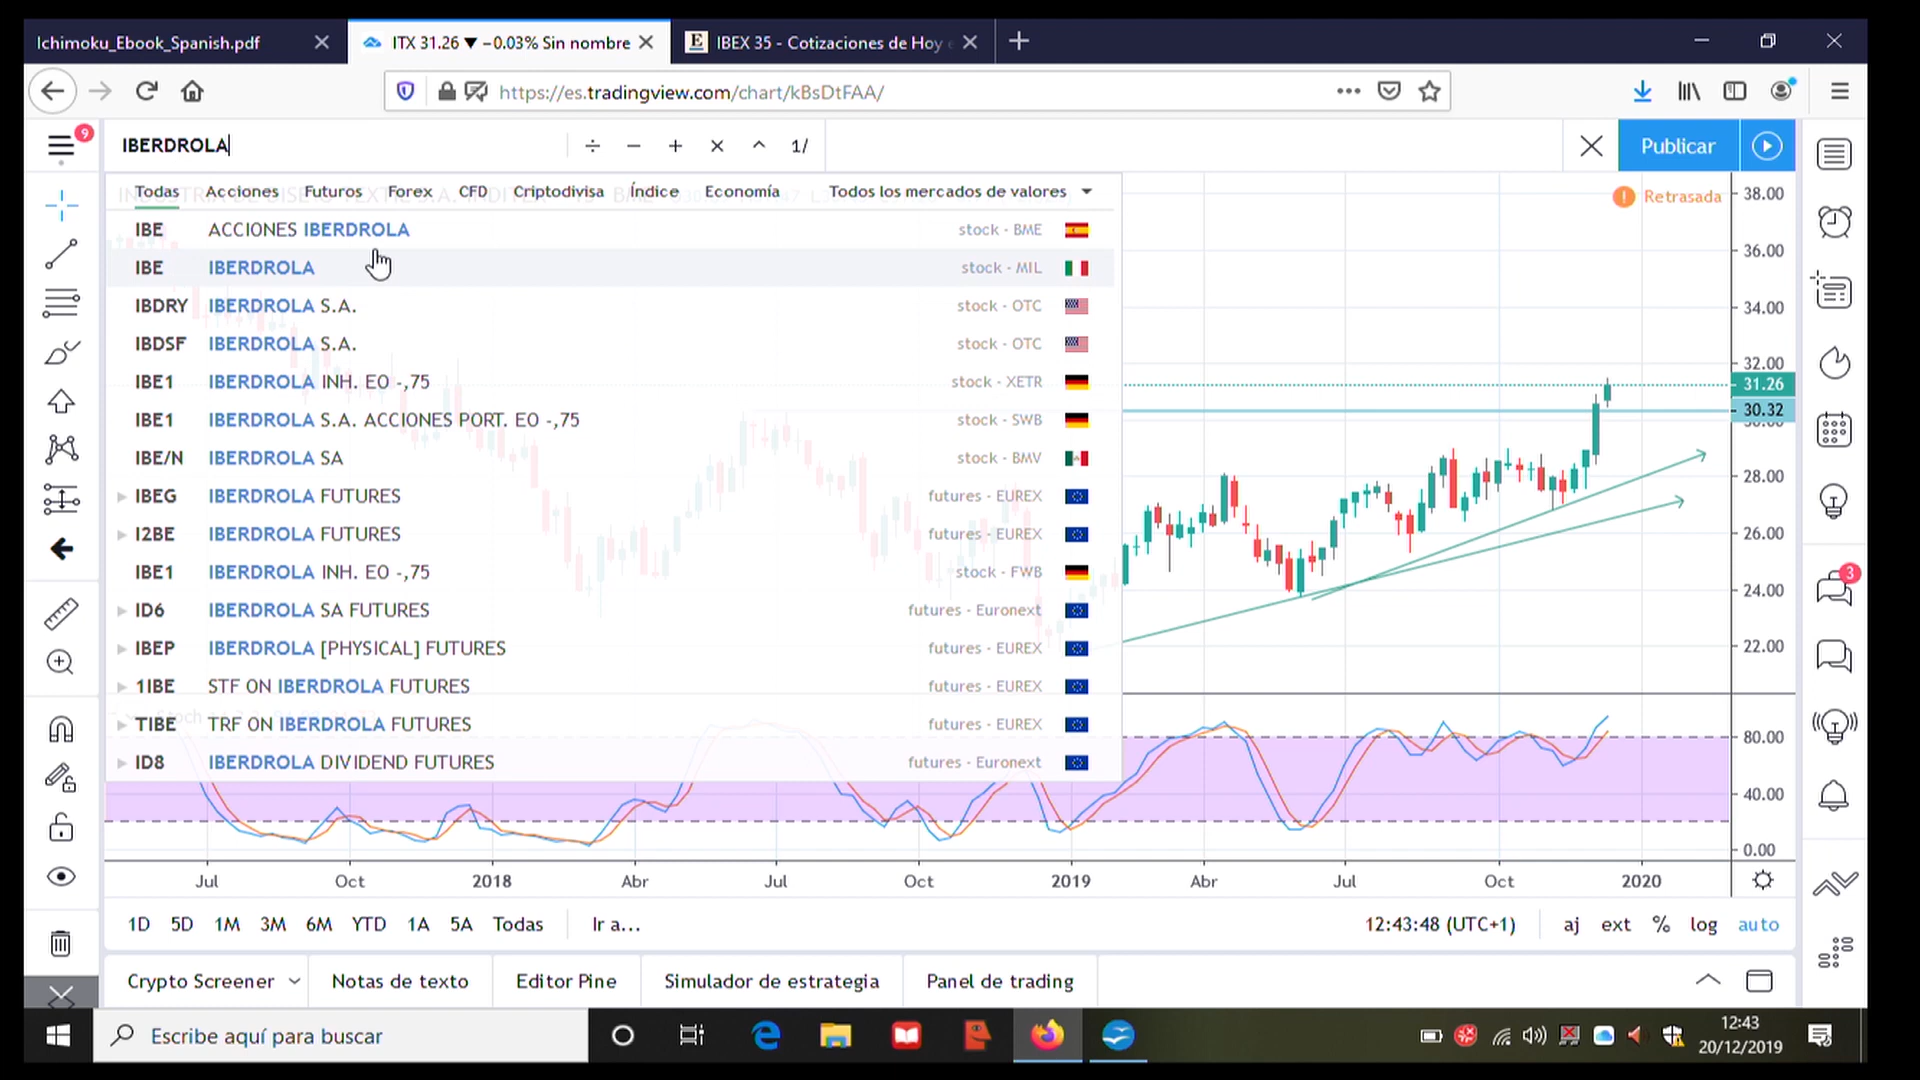 Ichimoku_Ebook_Spanish.pdf
ITX 31.26 ▼ −0.03% Sin nombre
IBEX 35 - Cotizaciones de Hoy
https://es.tradingview.com/chart/kBsDtFAA/
9
IBERDROLA
÷ − + × ^ 1/
Publicar
Todas Acciones Futuros Forex CFD Criptodivisa Índice Economía Todos los mercados de valores
Retrasada
IBE ACCIONES IBERDROLA stock - BME
IBE IBERDROLA stock - MIL
IBDRY IBERDROLA S.A. stock - OTC
IBDSF IBERDROLA S.A. stock - OTC
IBE1 IBERDROLA INH. EO -,75 stock - XETR
IBE1 IBERDROLA S.A. ACCIONES PORT. EO -,75 stock - SWB
IBE/N IBERDROLA SA stock - BMV
IBEG IBERDROLA FUTURES futures - EUREX
I2BE IBERDROLA FUTURES futures - EUREX
IBE1 IBERDROLA INH. EO -,75 stock - FWB
ID6 IBERDROLA SA FUTURES futures - Euronext
IBEP IBERDROLA [PHYSICAL] FUTURES futures - EUREX
1IBE STF ON IBERDROLA FUTURES futures - EUREX
TIBE TRF ON IBERDROLA FUTURES futures - EUREX
ID8 IBERDROLA DIVIDEND FUTURES futures - Euronext
38.00
36.00
34.00
32.00
31.26
30.32
30.00
28.00
26.00
24.00
22.00
80.00
40.00
0.00
3
Jul Oct 2018 Abr Jul Oct 2019 Abr Jul Oct 2020
1D 5D 1M 3M 6M YTD 1A 5A Todas Ir a... 12:43:48 (UTC+1) aj ext % log auto
Crypto Screener Notas de texto Editor Pine Simulador de estrategia Panel de trading
Escribe aquí para buscar
12:43
20/12/2019